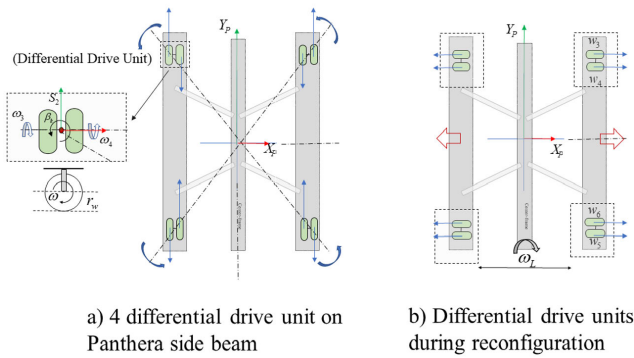 Y_P
(Differential Drive Unit)
S_2
ω_3
ω_4
ω
r_w
X_P
X_P
Y_P
w_3
w_4
w_6
w_5
ω_L
a) 4 differential drive unit on
Panthera side beam
b) Differential drive units
during reconfiguration